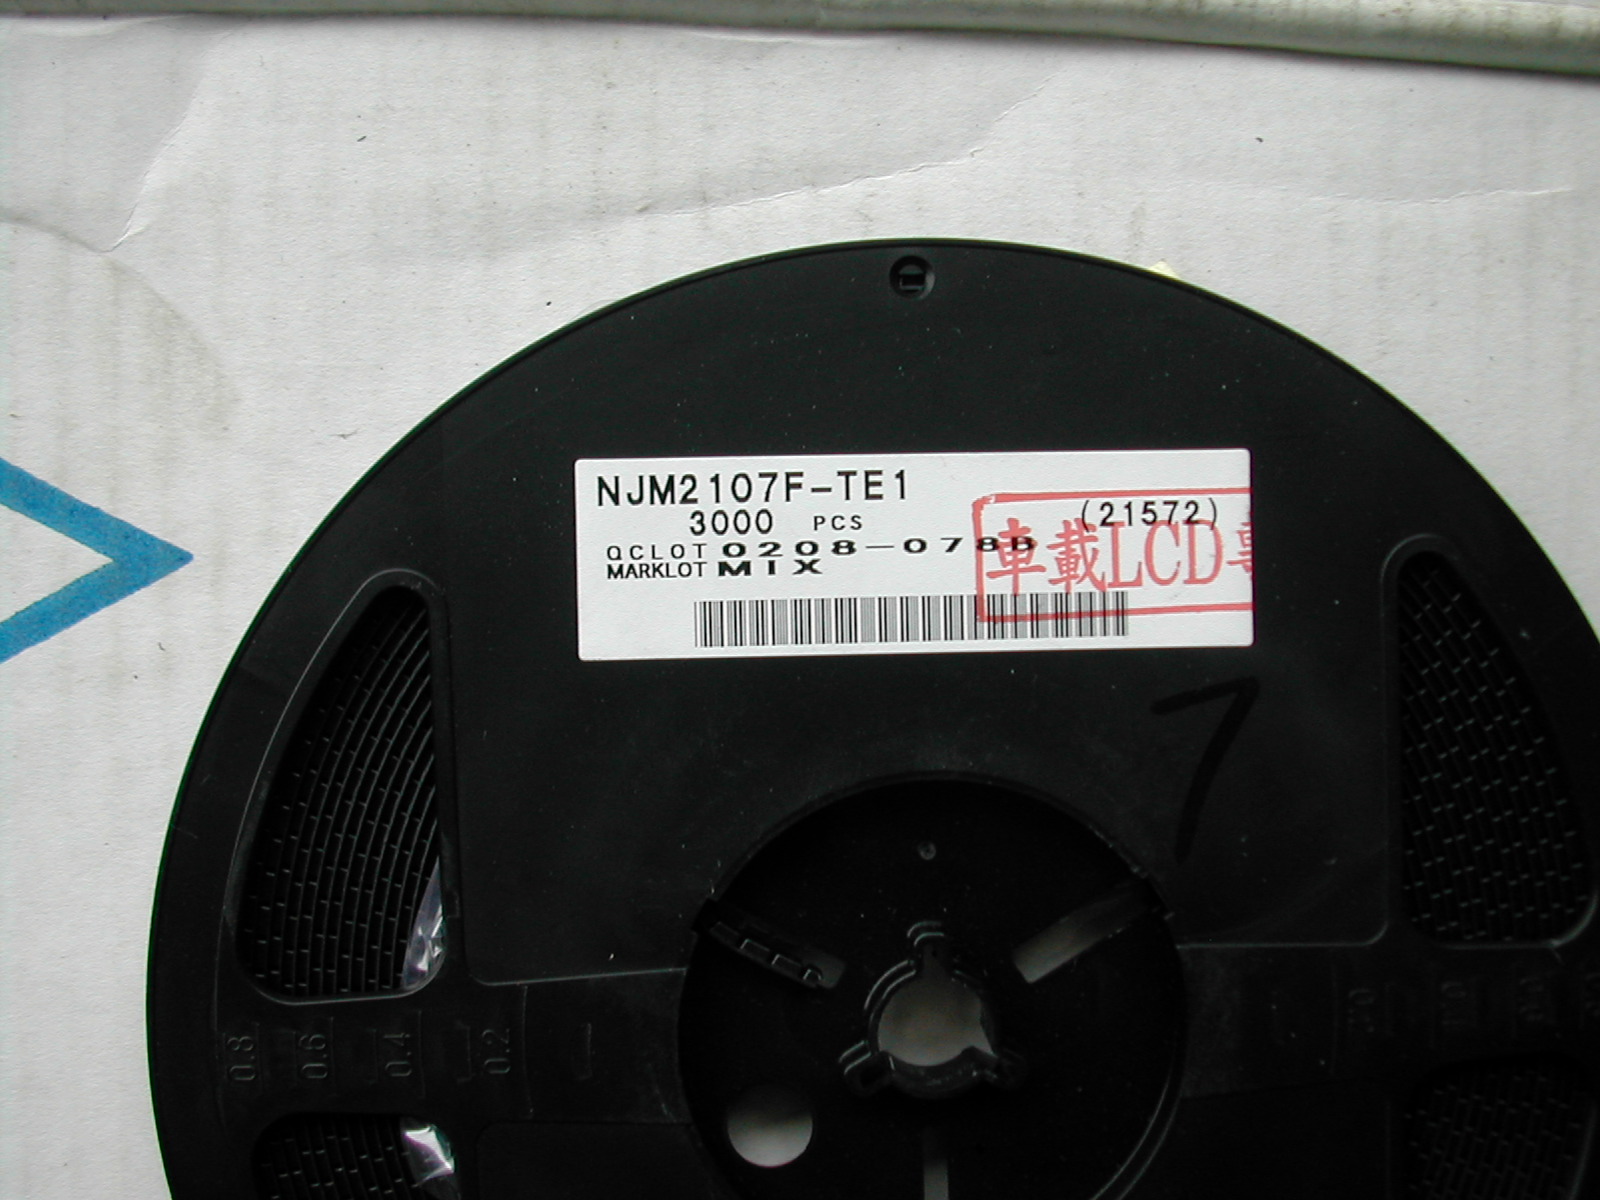 NJM2107F-TE1
3000 PCS
(21572)
QCLOT 0208-078B
MARKLOT MIX
車載LCD専
7
0.8 0.6 0.4 0.2